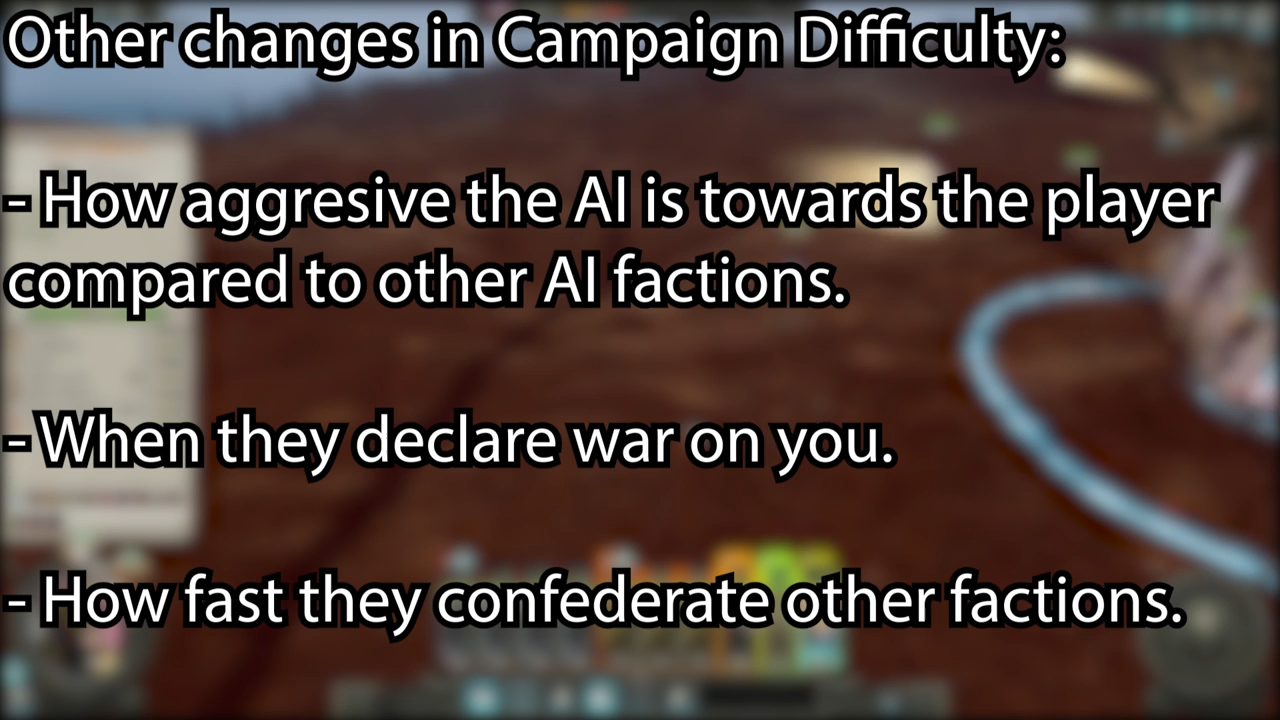 Other changes in Campaign Difficulty:
- How aggresive the AI is towards the player
compared to other AI factions.
- When they declare war on you.
- How fast they confederate other factions.